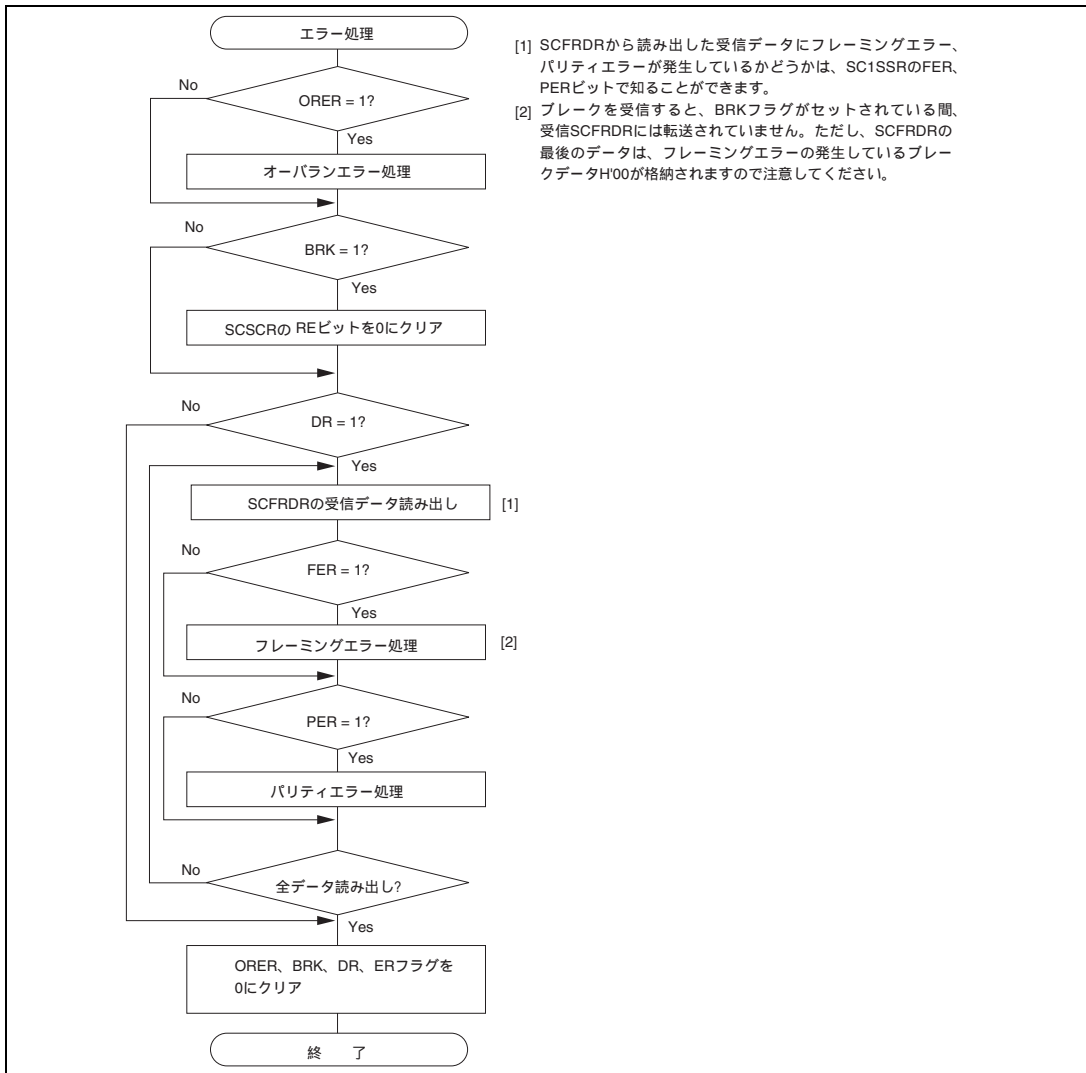 エラー処理
No
ORER = 1?
Yes
オーバランエラー処理
No
BRK = 1?
Yes
SCSCRの REビットを0にクリア
No
DR = 1?
Yes
SCFRDRの受信データ読み出し [1]
No
FER = 1?
Yes
フレーミングエラー処理 [2]
No
PER = 1?
Yes
パリティエラー処理
No
全データ読み出し?
Yes
ORER、BRK、DR、ERフラグを
0にクリア
終 了
[1] SCFRDRから読み出した受信データにフレーミングエラー、
パリティエラーが発生しているかどうかは、SC1SSRのFER、
PERビットで知ることができます。
[2] ブレークを受信すると、BRKフラグがセットされている間、
受信SCFRDRには転送されていません。ただし、SCFRDRの
最後のデータは、フレーミングエラーの発生しているブレー
クデータH'00が格納されますので注意してください。